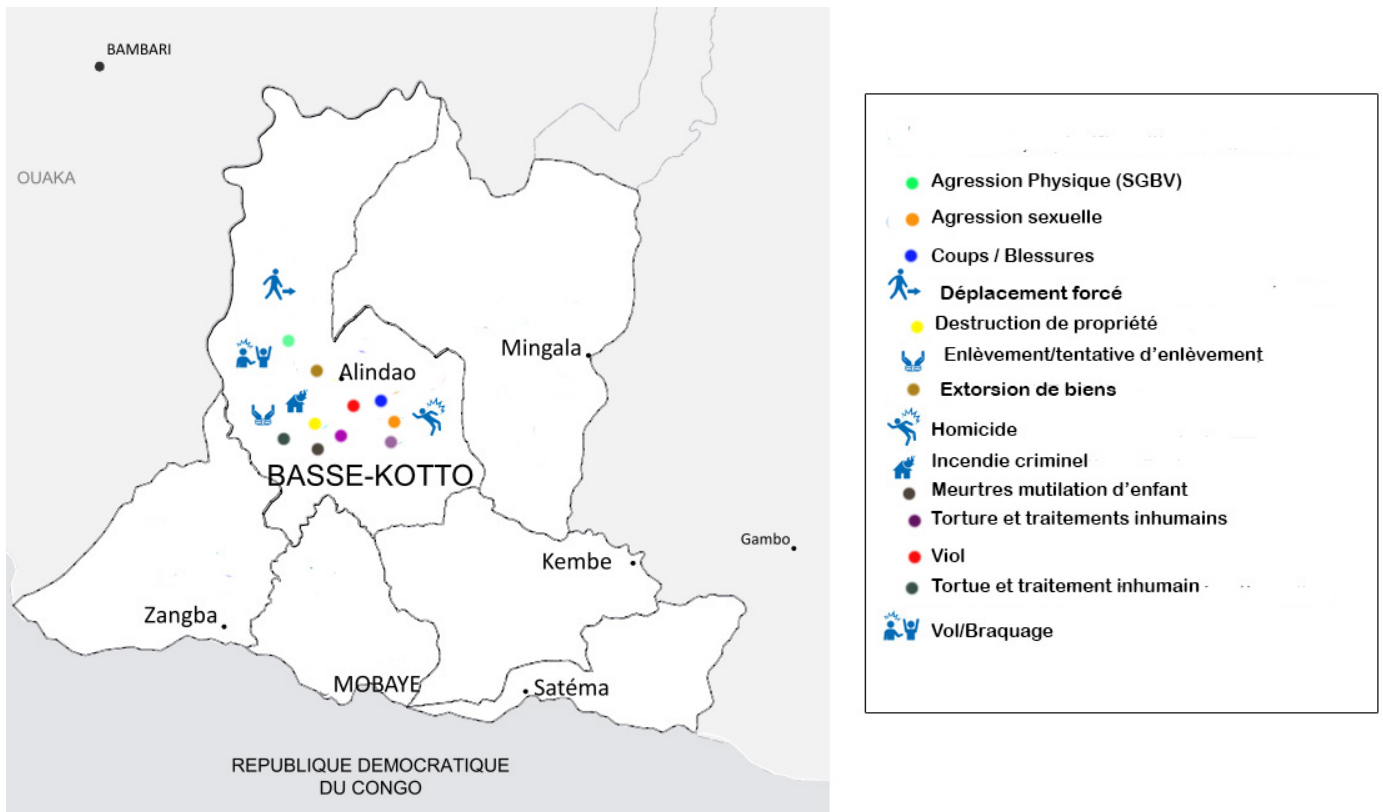 BAMBARI
OUAKA
Mingala
Alindao
BASSE-KOTTO
Gambo
Kembe
Zangba
MOBAYE
Satéma
REPUBLIQUE DEMOCRATIQUE
DU CONGO
Agression Physique (SGBV)
Agression sexuelle
Coups / Blessures
Déplacement forcé
Destruction de propriété
Enlèvement/tentative d'enlèvement
Extorsion de biens
Homicide
Incendie criminel
Meurtres mutilation d'enfant
Torture et traitements inhumains
Viol
Tortue et traitement inhumain
Vol/Braquage